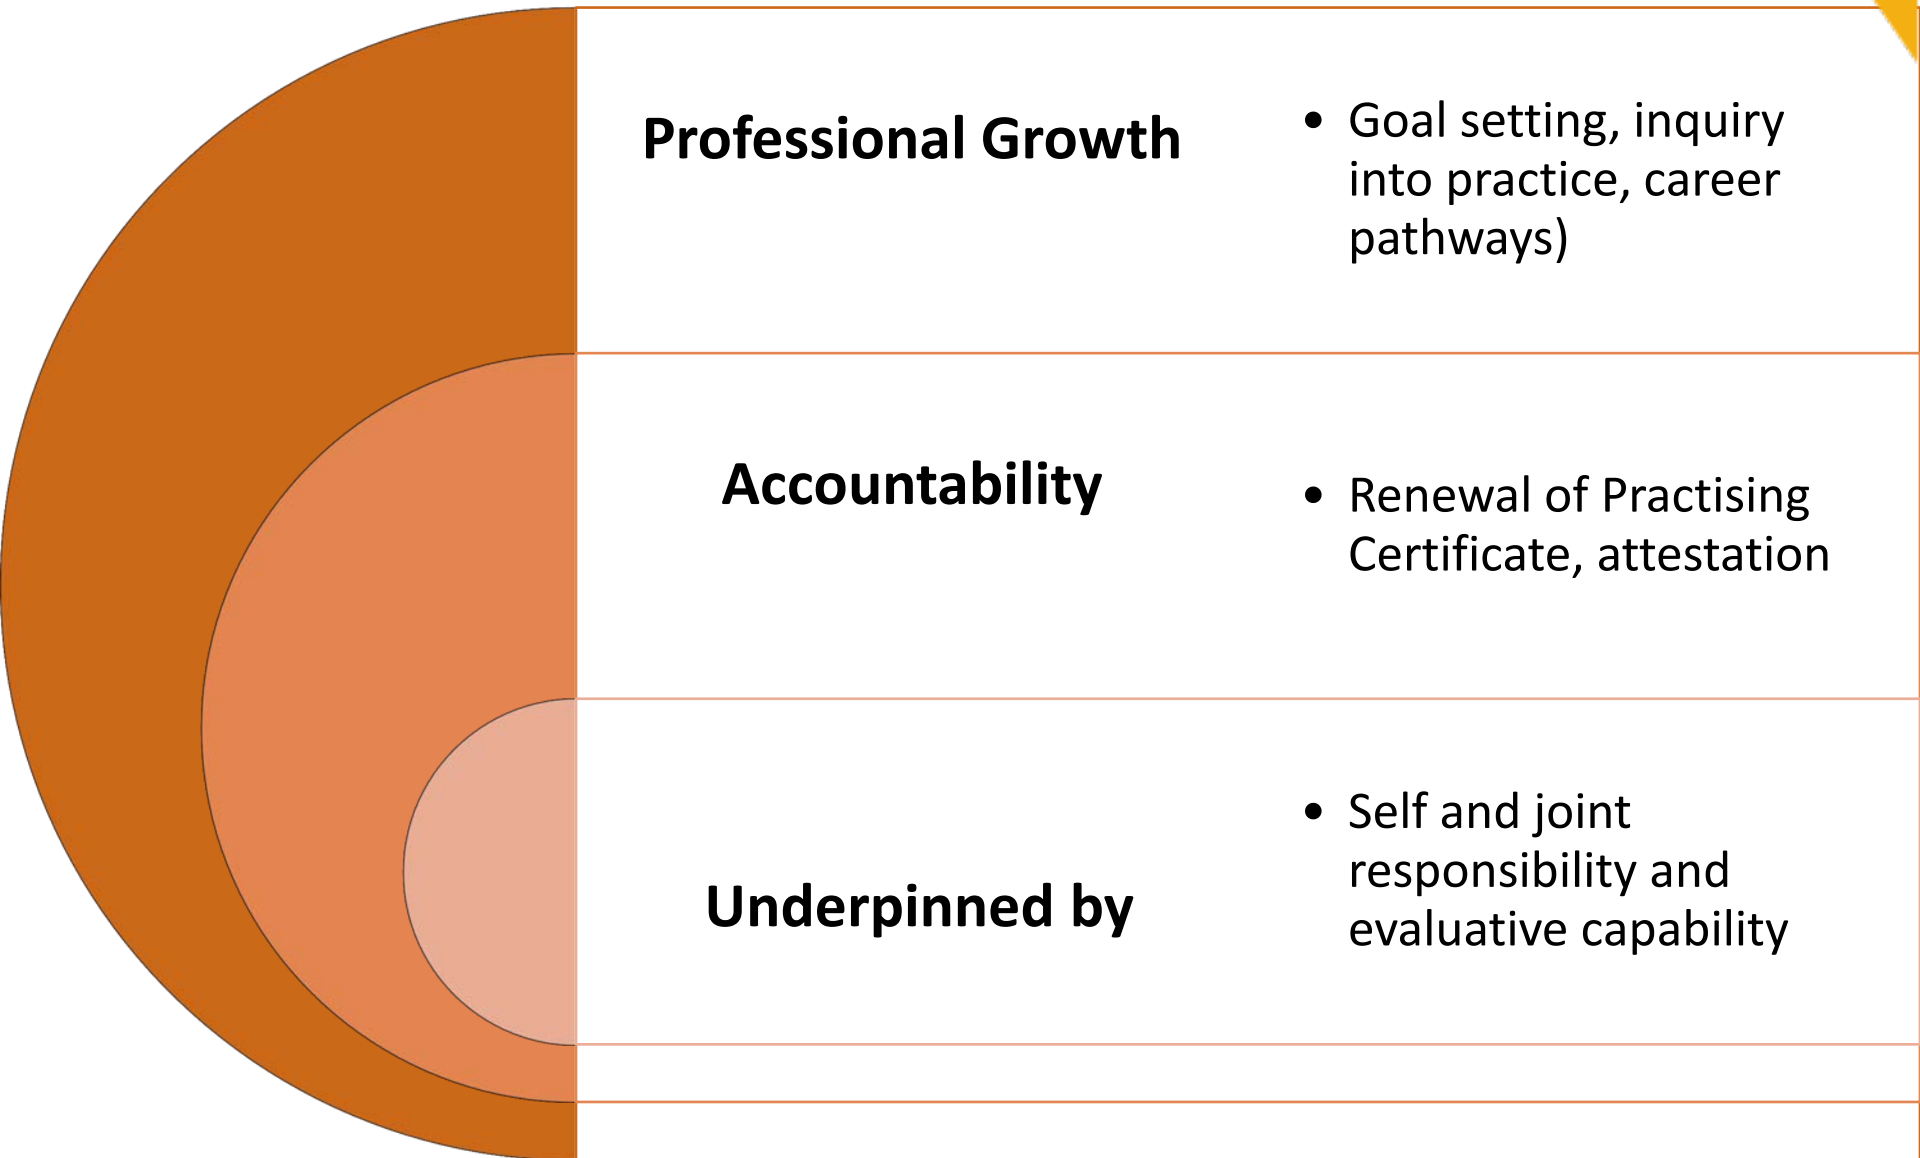 Professional Growth
• Goal setting, inquiry
into practice, career
pathways)
Accountability
• Renewal of Practising
Certificate, attestation
Underpinned by
• Self and joint
responsibility and
evaluative capability